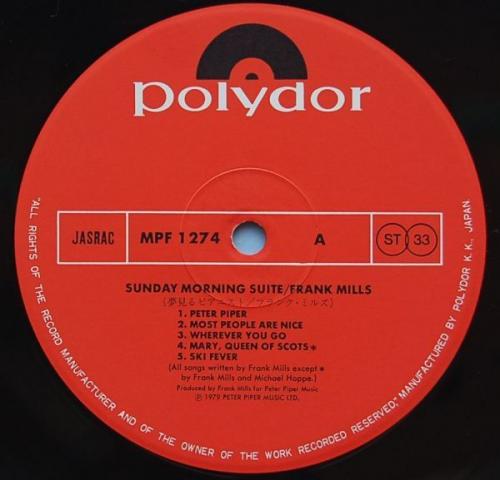 polydor
JASRAC
MPF 1274
A
ST 33
SUNDAY MORNING SUITE/FRANK MILLS
(夢見るピアニスト/フランク・ミルズ)
1. PETER PIPER
2. MOST PEOPLE ARE NICE
3. WHEREVER YOU GO
4. MARY, QUEEN OF SCOTS*
5. SKI FEVER
(All songs written by Frank Mills except*
by Frank Mills and Michael Hoppe.)
Produced by Frank Mills for Peter Piper Music
Ⓟ 1979 PETER PIPER MUSIC LTD.
"ALL RIGHTS OF THE RECORD MANUFACTURER AND OF THE OWNER OF THE WORK RECORDED RESERVED," MANUFACTURED BY POLYDOR K.K., JAPAN.